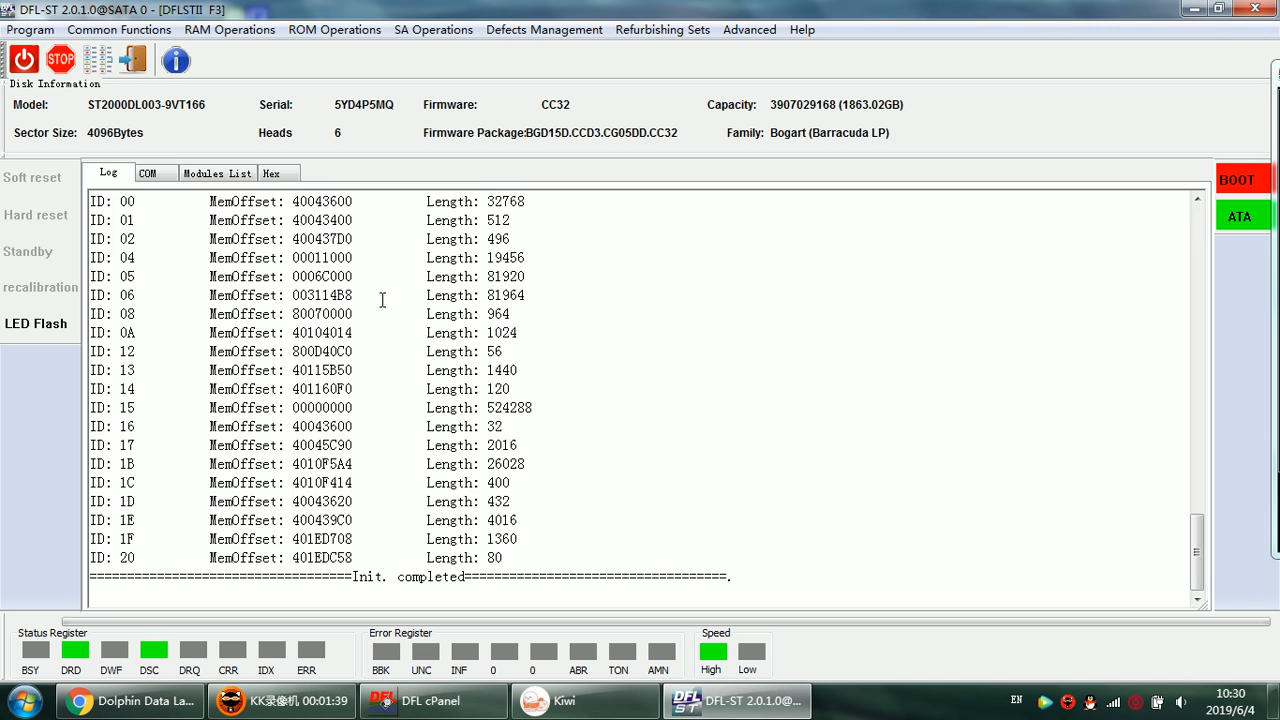 DFL-ST 2.0.1.0@SATA 0 - [DFLSTII F3]
Program Common Functions RAM Operations ROM Operations SA Operations Defects Management Refurbishing Sets Advanced Help
STOP
Disk Information
Model: ST2000DL003-9VT166 Serial: 5YD4P5MQ Firmware: CC32 Capacity: 3907029168 (1863.02GB)
Sector Size: 4096Bytes Heads 6 Firmware Package:BGD15D.CCD3.CG05DD.CC32 Family: Bogart (Barracuda LP)
Log COM Modules List Hex
Soft reset
Hard reset
Standby
recalibration
LED Flash
ID: 00 MemOffset: 40043600 Length: 32768
ID: 01 MemOffset: 40043400 Length: 512
ID: 02 MemOffset: 400437D0 Length: 496
ID: 04 MemOffset: 00011000 Length: 19456
ID: 05 MemOffset: 0006C000 Length: 81920
ID: 06 MemOffset: 003114B8 Length: 81964
ID: 08 MemOffset: 80070000 Length: 964
ID: 0A MemOffset: 40104014 Length: 1024
ID: 12 MemOffset: 800D40C0 Length: 56
ID: 13 MemOffset: 40115B50 Length: 1440
ID: 14 MemOffset: 401160F0 Length: 120
ID: 15 MemOffset: 00000000 Length: 524288
ID: 16 MemOffset: 40043600 Length: 32
ID: 17 MemOffset: 40045C90 Length: 2016
ID: 1B MemOffset: 4010F5A4 Length: 26028
ID: 1C MemOffset: 4010F414 Length: 400
ID: 1D MemOffset: 40043620 Length: 432
ID: 1E MemOffset: 400439C0 Length: 4016
ID: 1F MemOffset: 401ED708 Length: 1360
ID: 20 MemOffset: 401EDC58 Length: 80
===================================Init. completed===================================.
BOOT
ATA
Status Register Error Register Speed
High Low
BSY DRD DWF DSC DRQ CRR IDX ERR BBK UNC INF 0 0 ABR TON AMN
Dolphin Data La... KK录像机 00:01:39 DFL DFL cPanel Kiwi DFL ST DFL-ST 2.0.1.0@... EN 10:30
2019/6/4